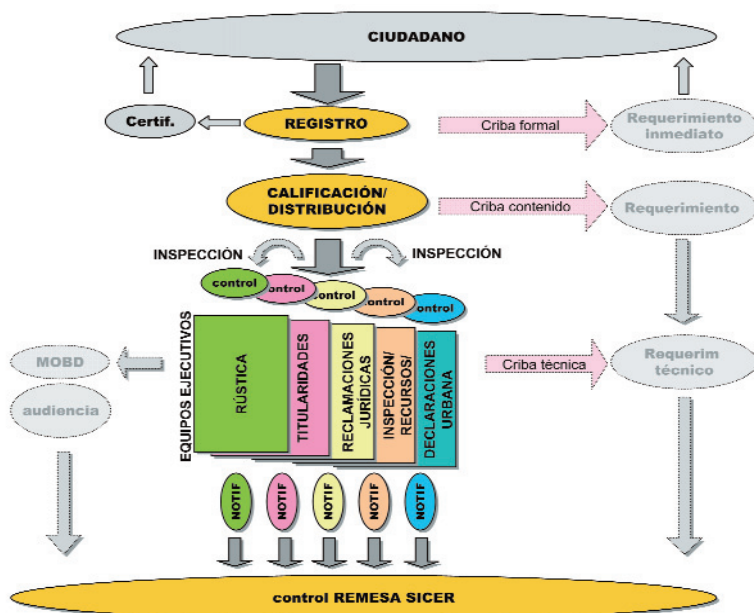 CIUDADANO
Certif.
REGISTRO
Criba formal
Requerimiento
inmediato
CALIFICACIÓN/
DISTRIBUCIÓN
Criba contenido
Requerimiento
INSPECCIÓN
INSPECCIÓN
control
control
control
control
control
EQUIPOS EJECUTIVOS
RÚSTICA
TITULARIDADES
RECLAMACIONES
JURÍDICAS
INSPECCIÓN/
RECURSOS/
DECLARACIONES
URBANA
MOBD
audiencia
Criba técnica
Requerim
técnico
NOTIF
NOTIF
NOTIF
NOTIF
NOTIF
control REMESA SICER